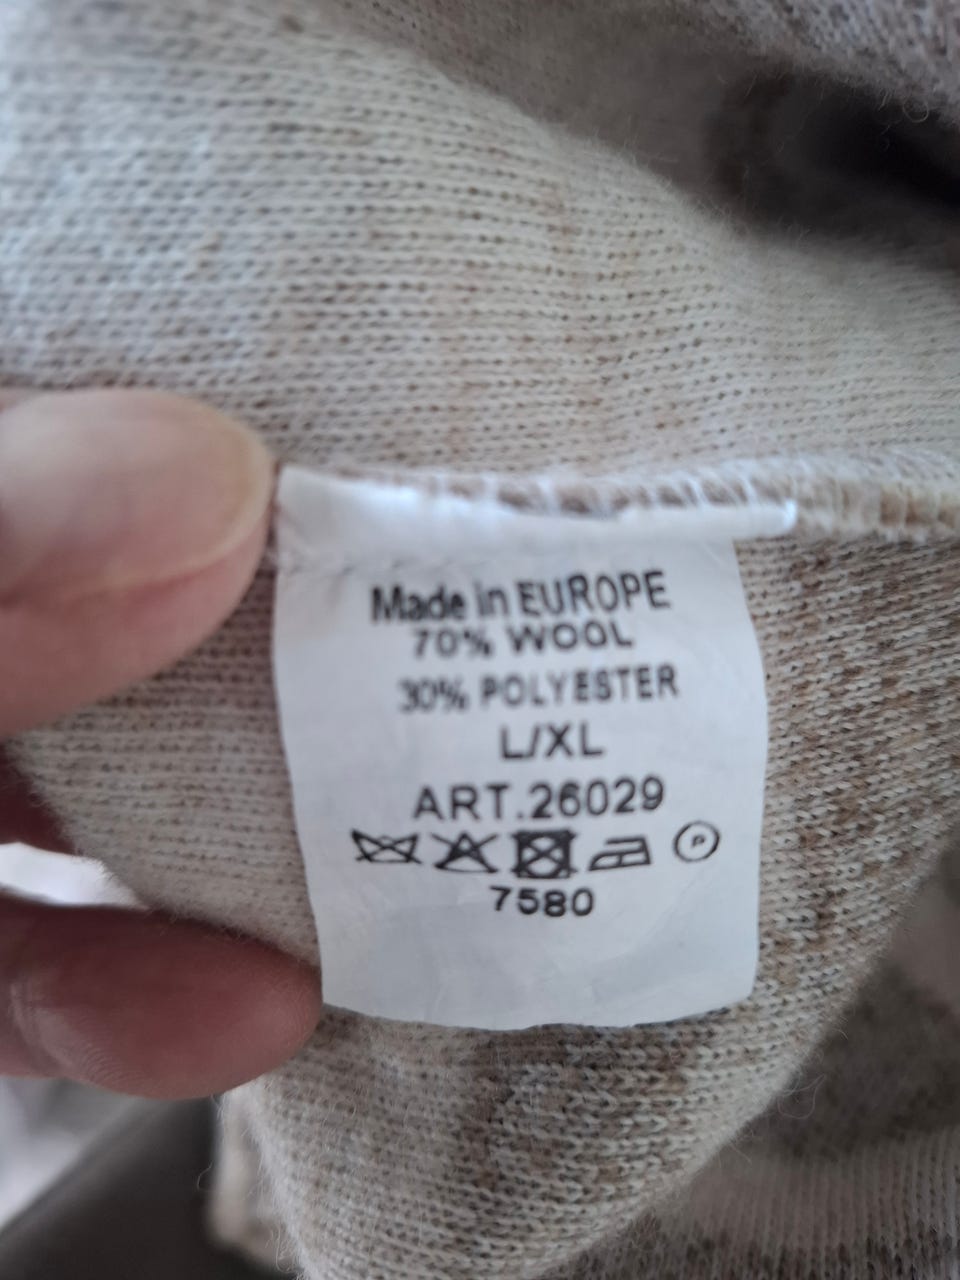 Made in EUROPE
70% WOOL
30% POLYESTER
L/XL
ART.26029
P
7580